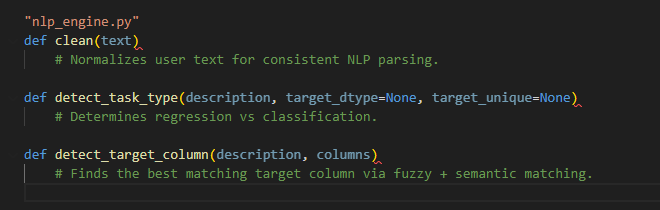 "nlp_engine.py"
def clean(text)
# Normalizes user text for consistent NLP parsing.
def detect_task_type(description, target_dtype=None, target_unique=None)
# Determines regression vs classification.
def detect_target_column(description, columns)
# Finds the best matching target column via fuzzy + semantic matching.